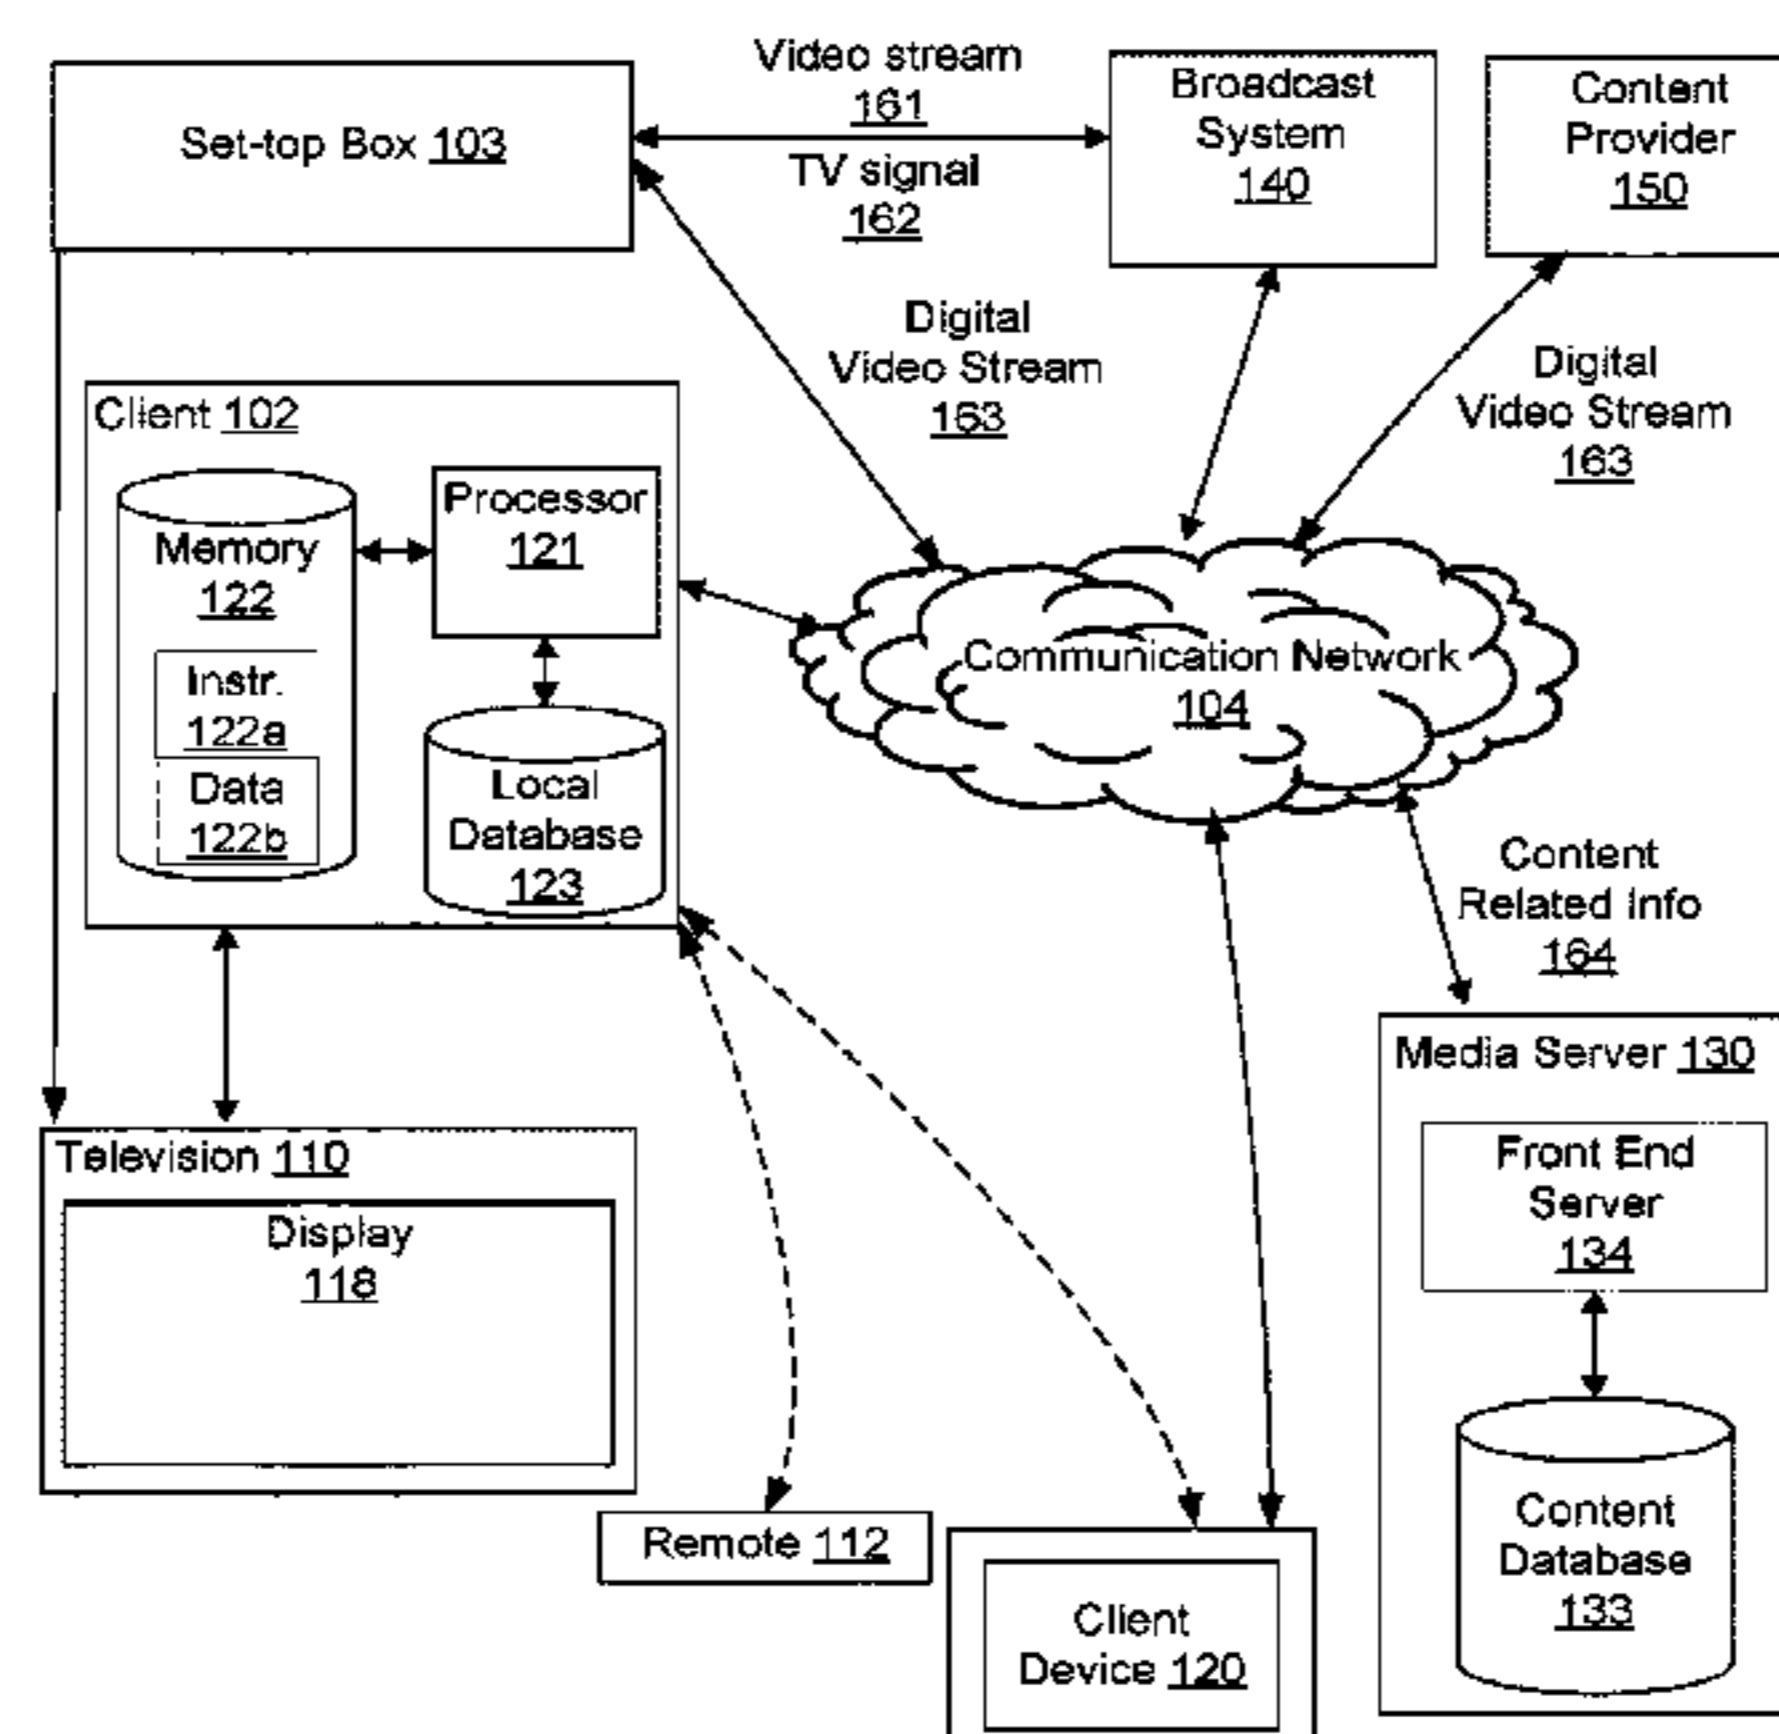 Set-top Box 103
Video stream
161
TV signal
162
Broadcast
System
140
Content
Provider
150
Digital
Video Stream
163
Digital
Video Stream
163
Client 102
Memory
122
Instr.
122a
Data
122b
Processor
121
Local
Database
123
Communication Network
104
Content
Related Info
164
Television 110
Display
118
Remote 112
Client
Device 120
Media Server 130
Front End
Server
134
Content
Database
133